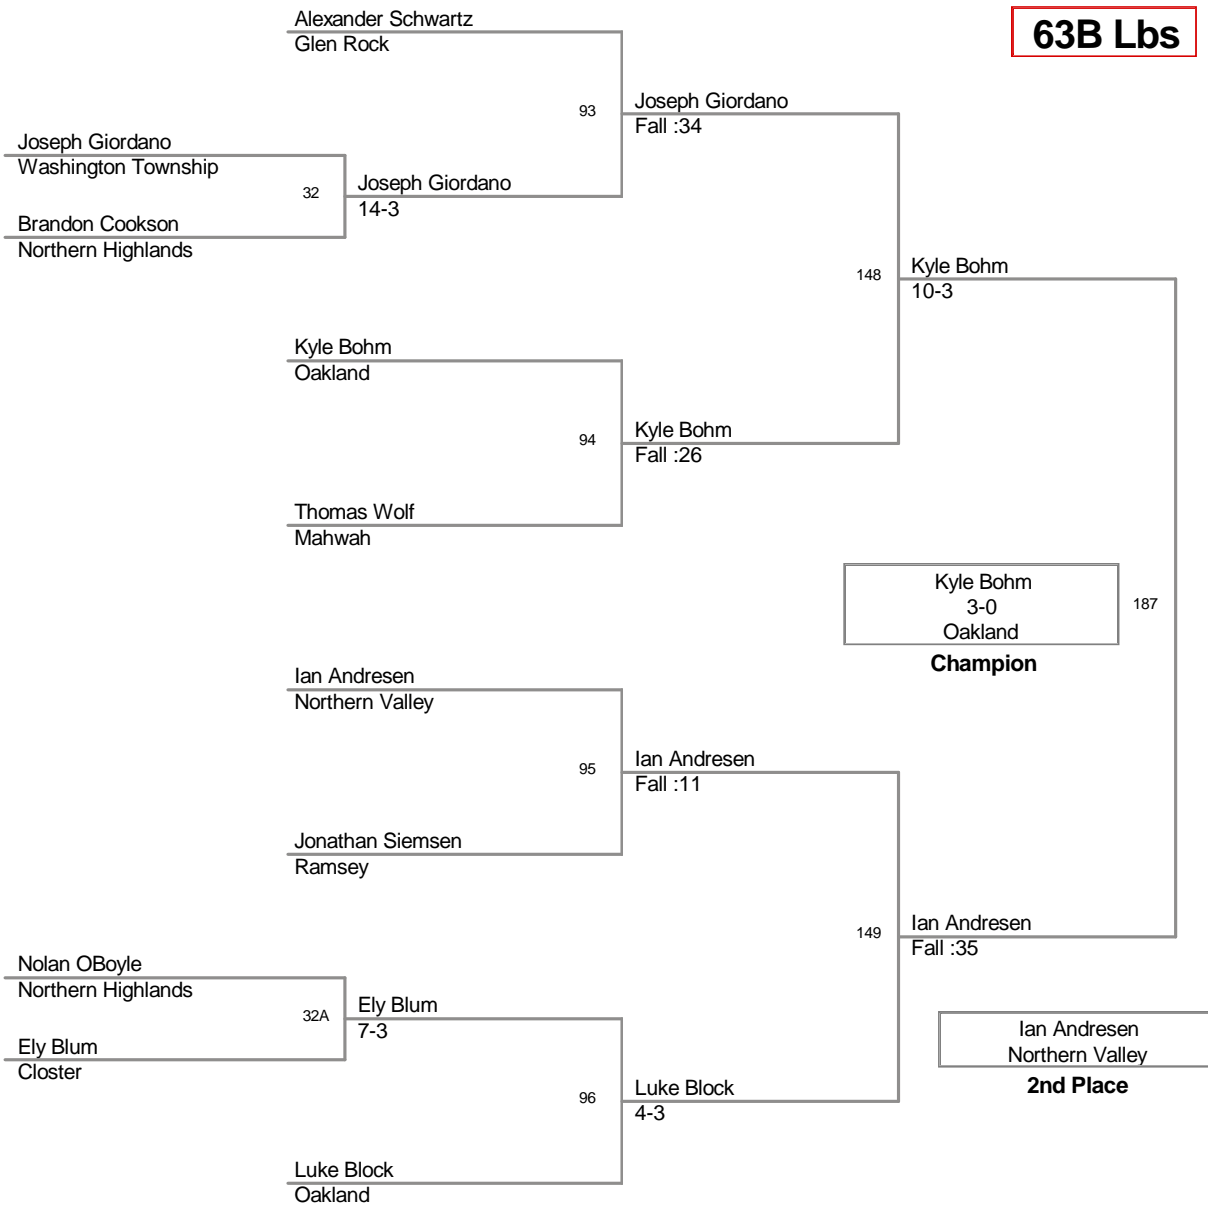 Alexander Schwartz
Glen Rock
63B Lbs
93
Joseph Giordano
Fall :34
Joseph Giordano
Washington Township
32
Joseph Giordano
14-3
Brandon Cookson
Northern Highlands
148
Kyle Bohm
10-3
Kyle Bohm
Oakland
94
Kyle Bohm
Fall :26
Thomas Wolf
Mahwah
Kyle Bohm
3-0
Oakland
187
Champion
Ian Andresen
Northern Valley
95
Ian Andresen
Fall :11
Jonathan Siemsen
Ramsey
149
Ian Andresen
Fall :35
Nolan OBoyle
Northern Highlands
32A
Ely Blum
7-3
Ely Blum
Closter
Ian Andresen
Northern Valley
2nd Place
96
Luke Block
4-3
Luke Block
Oakland